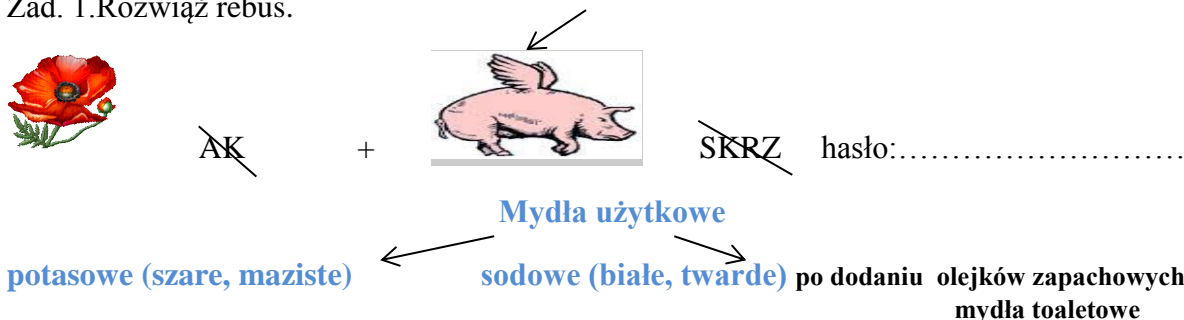 Zad. 1.Rozwiąż rebus.
AK + SKRZ hasło:…………………………
Mydła użytkowe
potasowe (szare, maziste) sodowe (białe, twarde) po dodaniu olejków zapachowych
mydła toaletowe